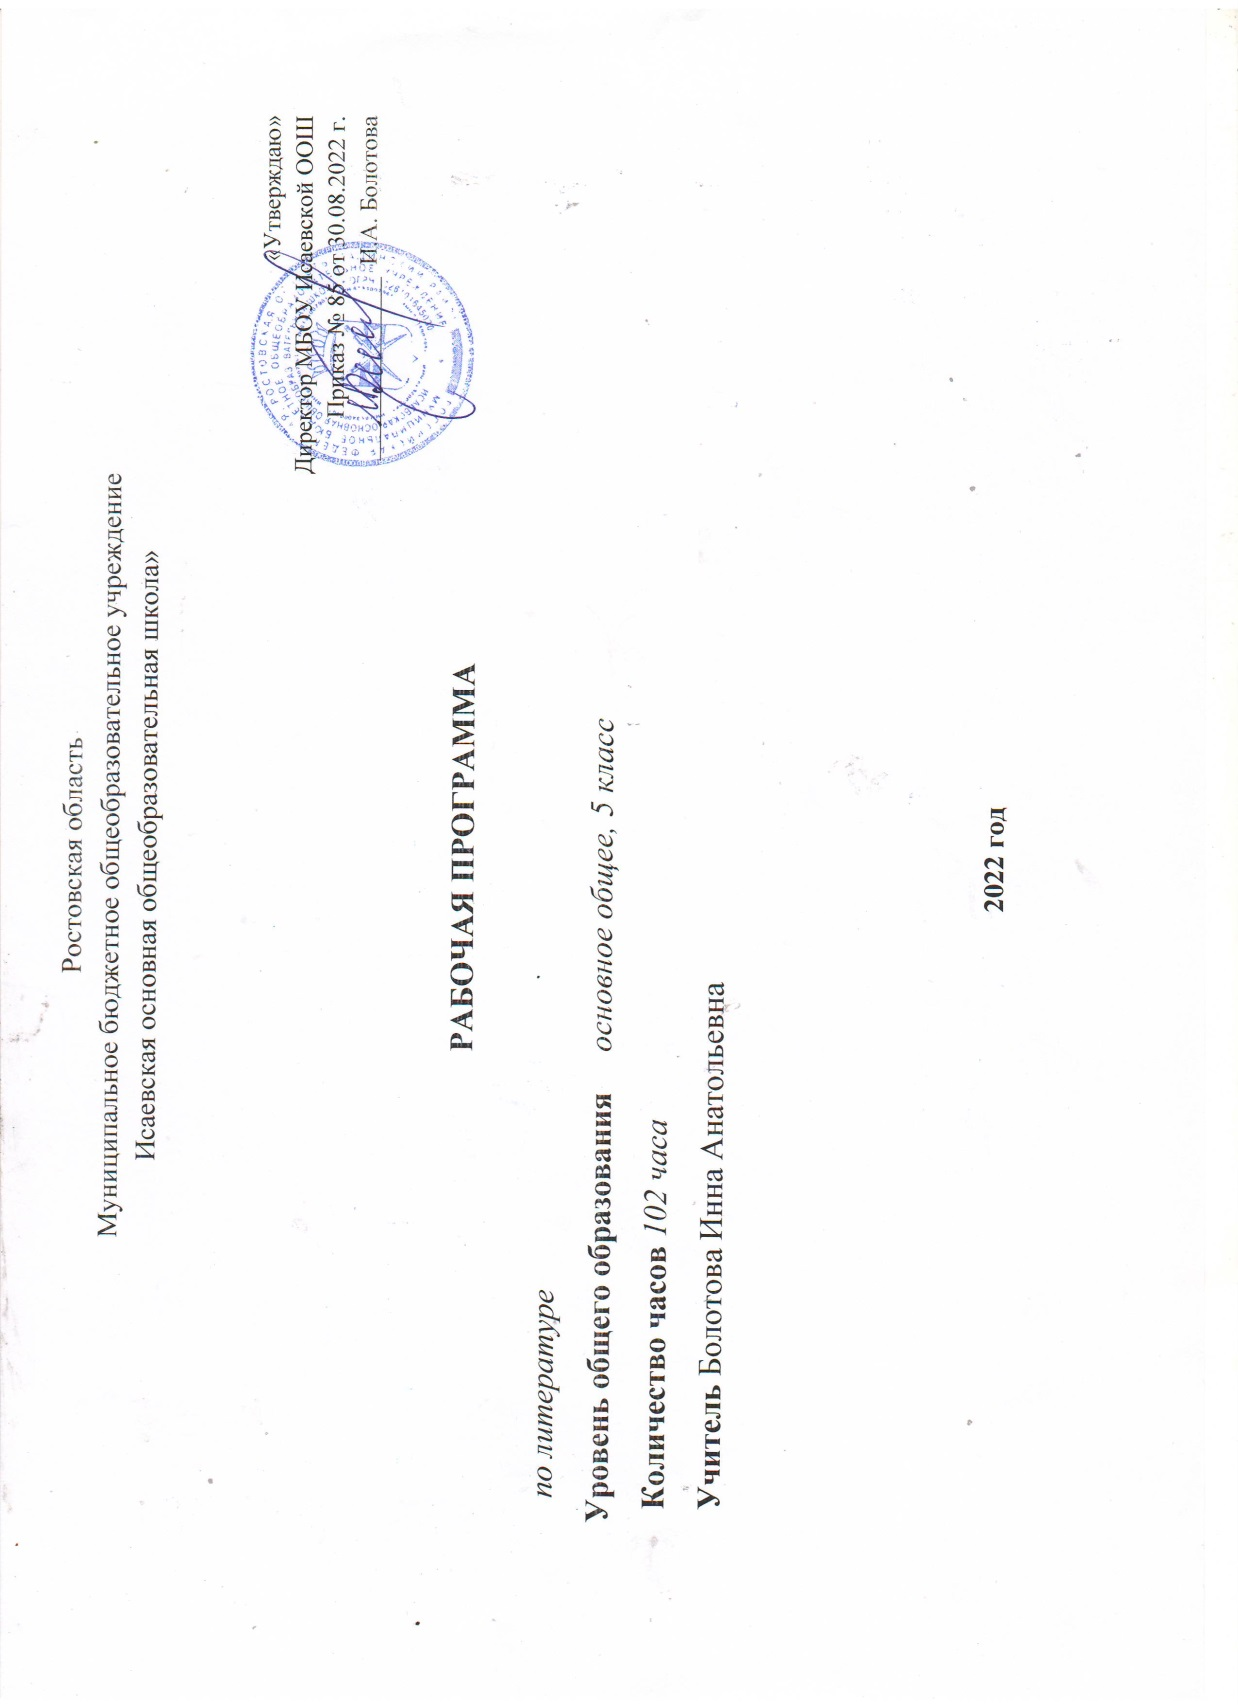 Ростовская область
Муниципальное бюджетное общеобразовательное учреждение
Исаевская основная общеобразовательная школа»
«Утверждаю»
Директор МБОУ Исаевской ООШ
Приказ № 85 от 30.08.2022 г.
И.А. Болотова
РАБОЧАЯ ПРОГРАММА
по литературе
Уровень общего образования основное общее, 5 класс
Количество часов 102 часа
Учитель Болотова Инна Анатольевна
2022 год